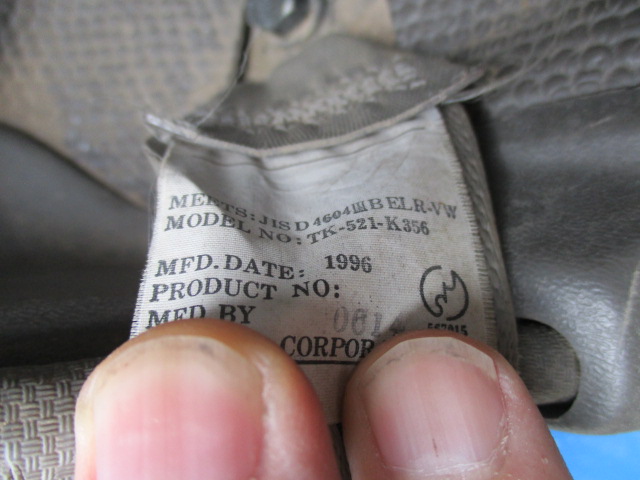 MEETS: JIS D 4604 III B ELR-VW
MODEL NO: TK-521-K356
MFD. DATE: 1996
PRODUCT NO:
MFD BY
CORPOR